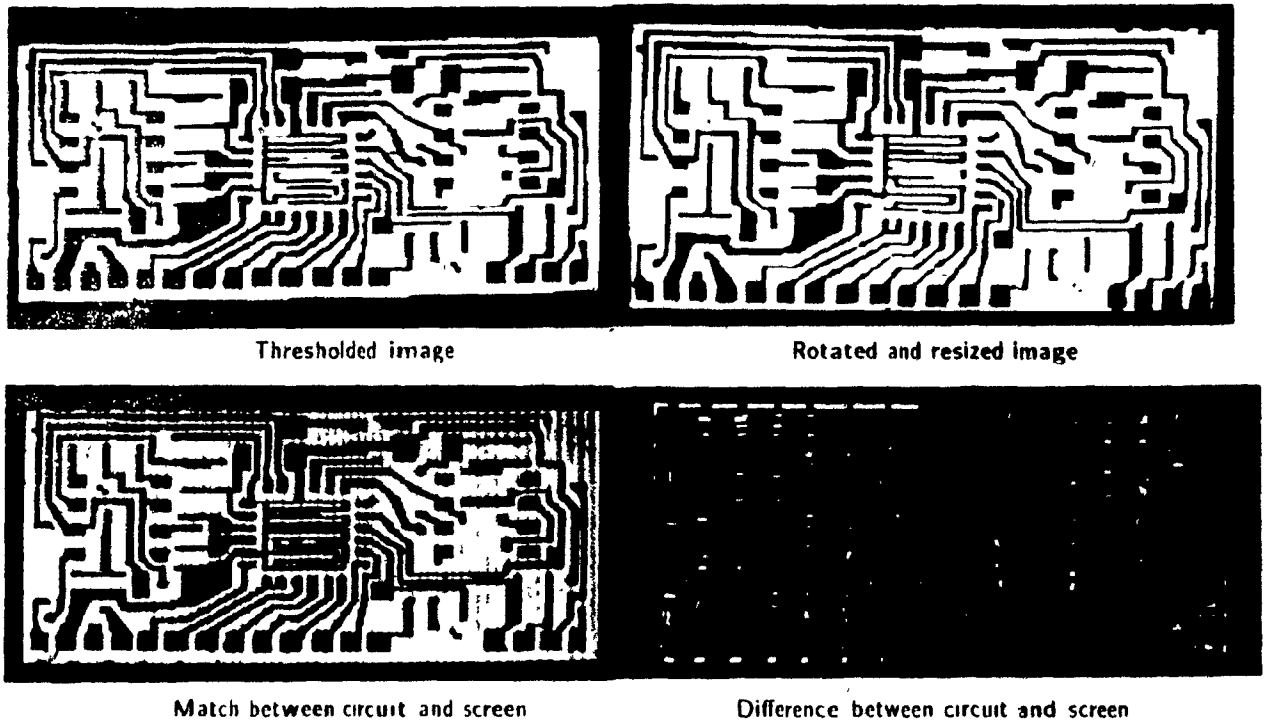 Thresholded image
Rotated and resized image
Match between circuit and screen
Difference between circuit and screen